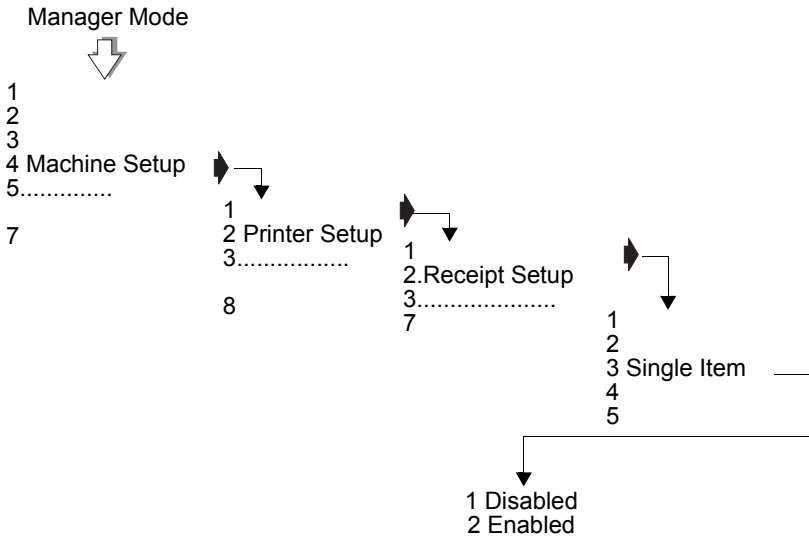 Manager Mode
1
2
3
4 Machine Setup
5..............
7
1
2 Printer Setup
3.................
8
1
2.Receipt Setup
3.....................
7
1
2
3 Single Item
4
5
1 Disabled
2 Enabled